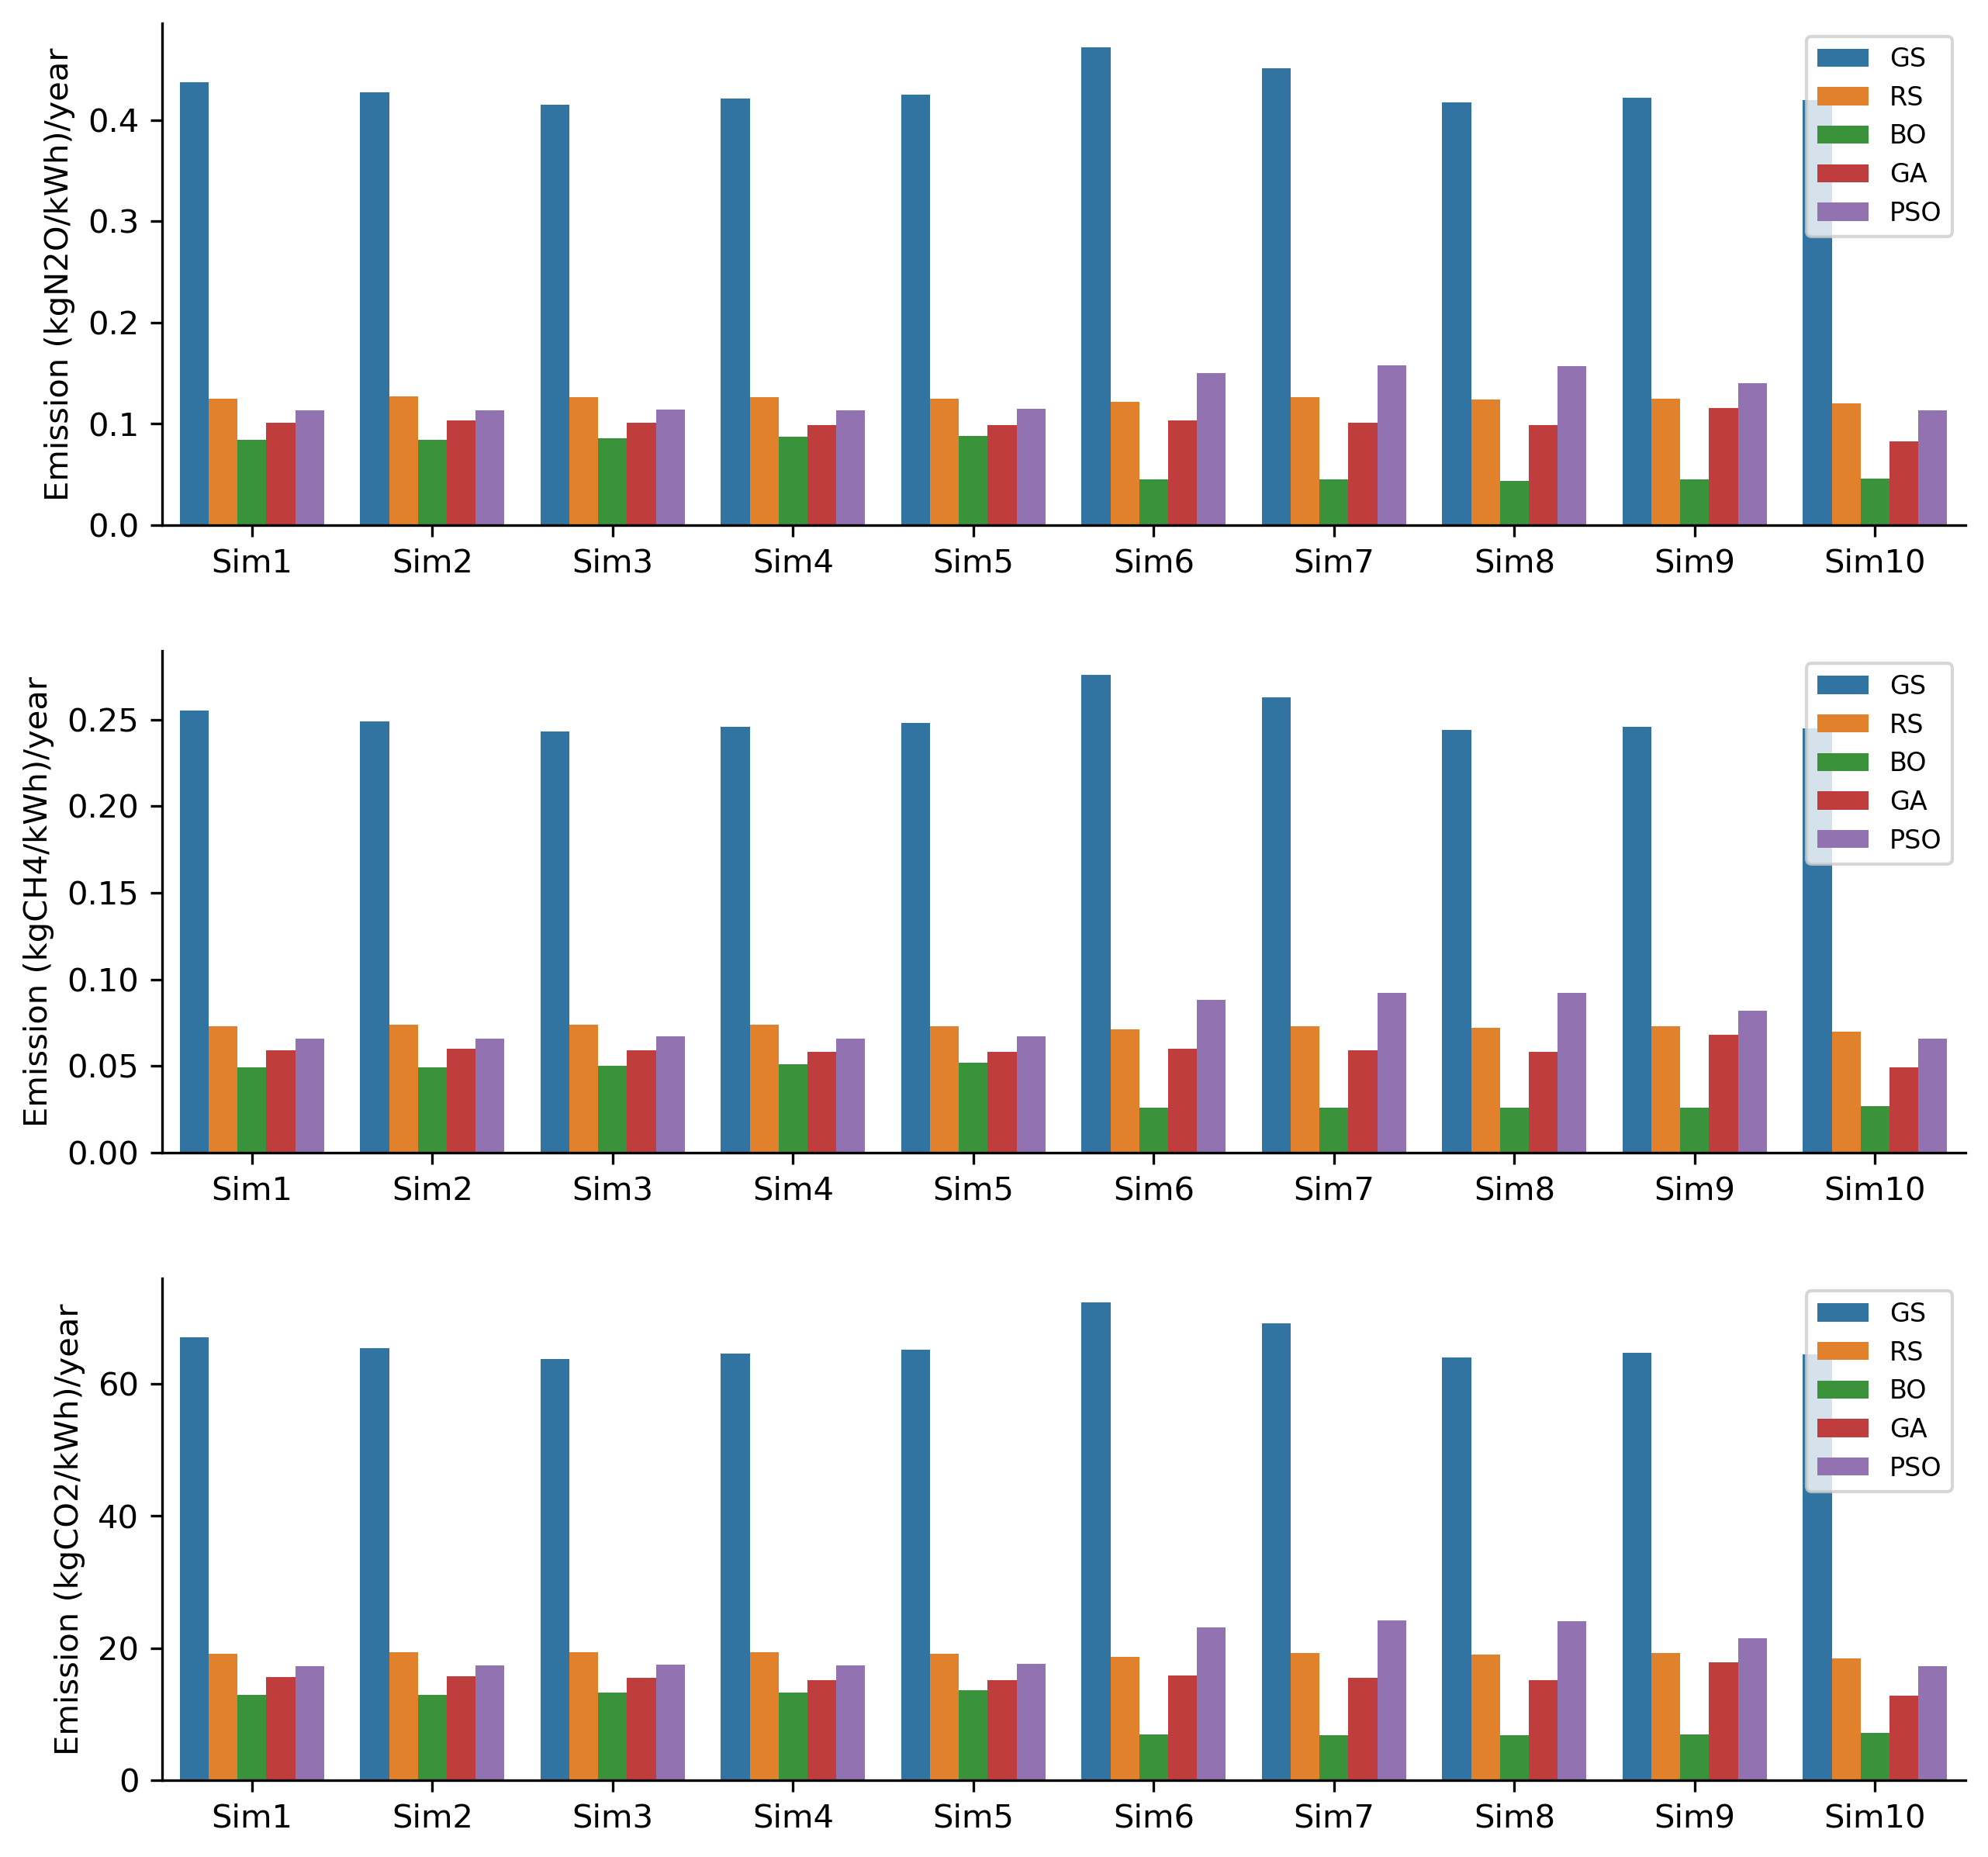 Emission (kgN2O/kWh)/year
0.4
0.3
0.2
0.1
0.0
GS
RS
BO
GA
PSO
Sim1 Sim2 Sim3 Sim4 Sim5 Sim6 Sim7 Sim8 Sim9 Sim10
Emission (kgCH4/kWh)/year
0.25
0.20
0.15
0.10
0.05
0.00
GS
RS
BO
GA
PSO
Sim1 Sim2 Sim3 Sim4 Sim5 Sim6 Sim7 Sim8 Sim9 Sim10
Emission (kgCO2/kWh)/year
60
40
20
0
GS
RS
BO
GA
PSO
Sim1 Sim2 Sim3 Sim4 Sim5 Sim6 Sim7 Sim8 Sim9 Sim10